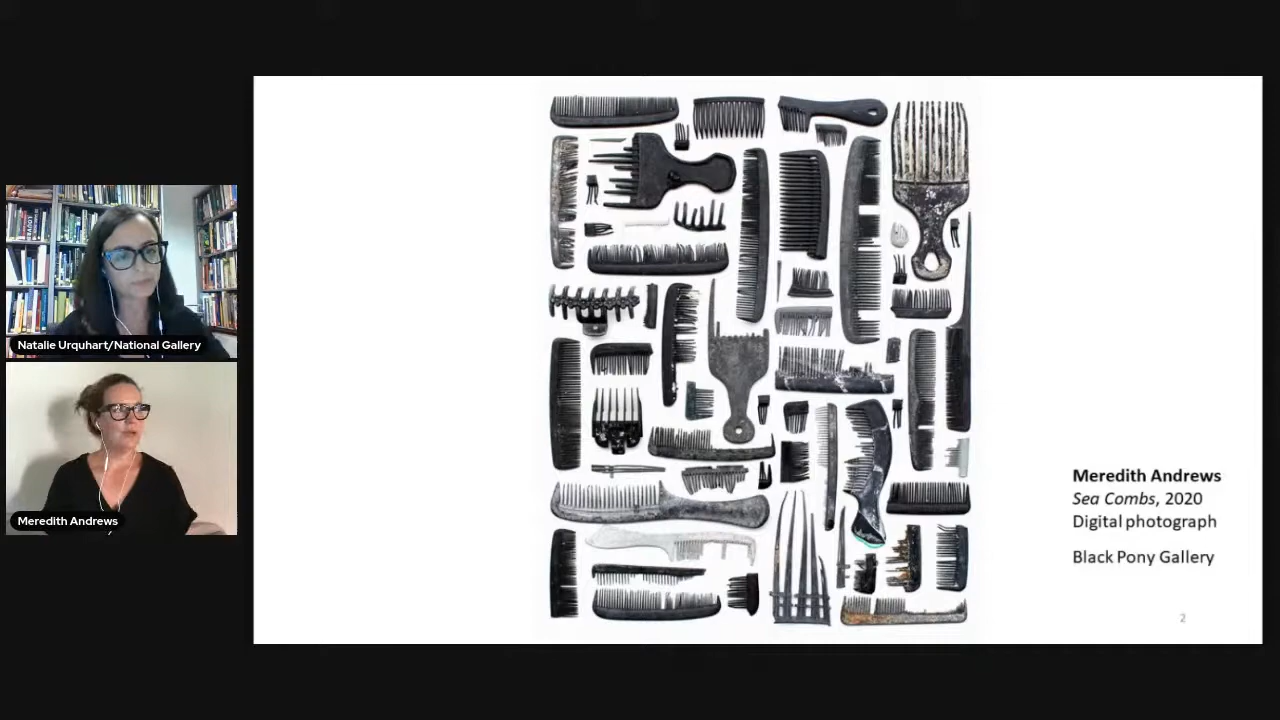 Natalie Urquhart/National Gallery
Meredith Andrews
Meredith Andrews
Sea Combs, 2020
Digital photograph
Black Pony Gallery
2